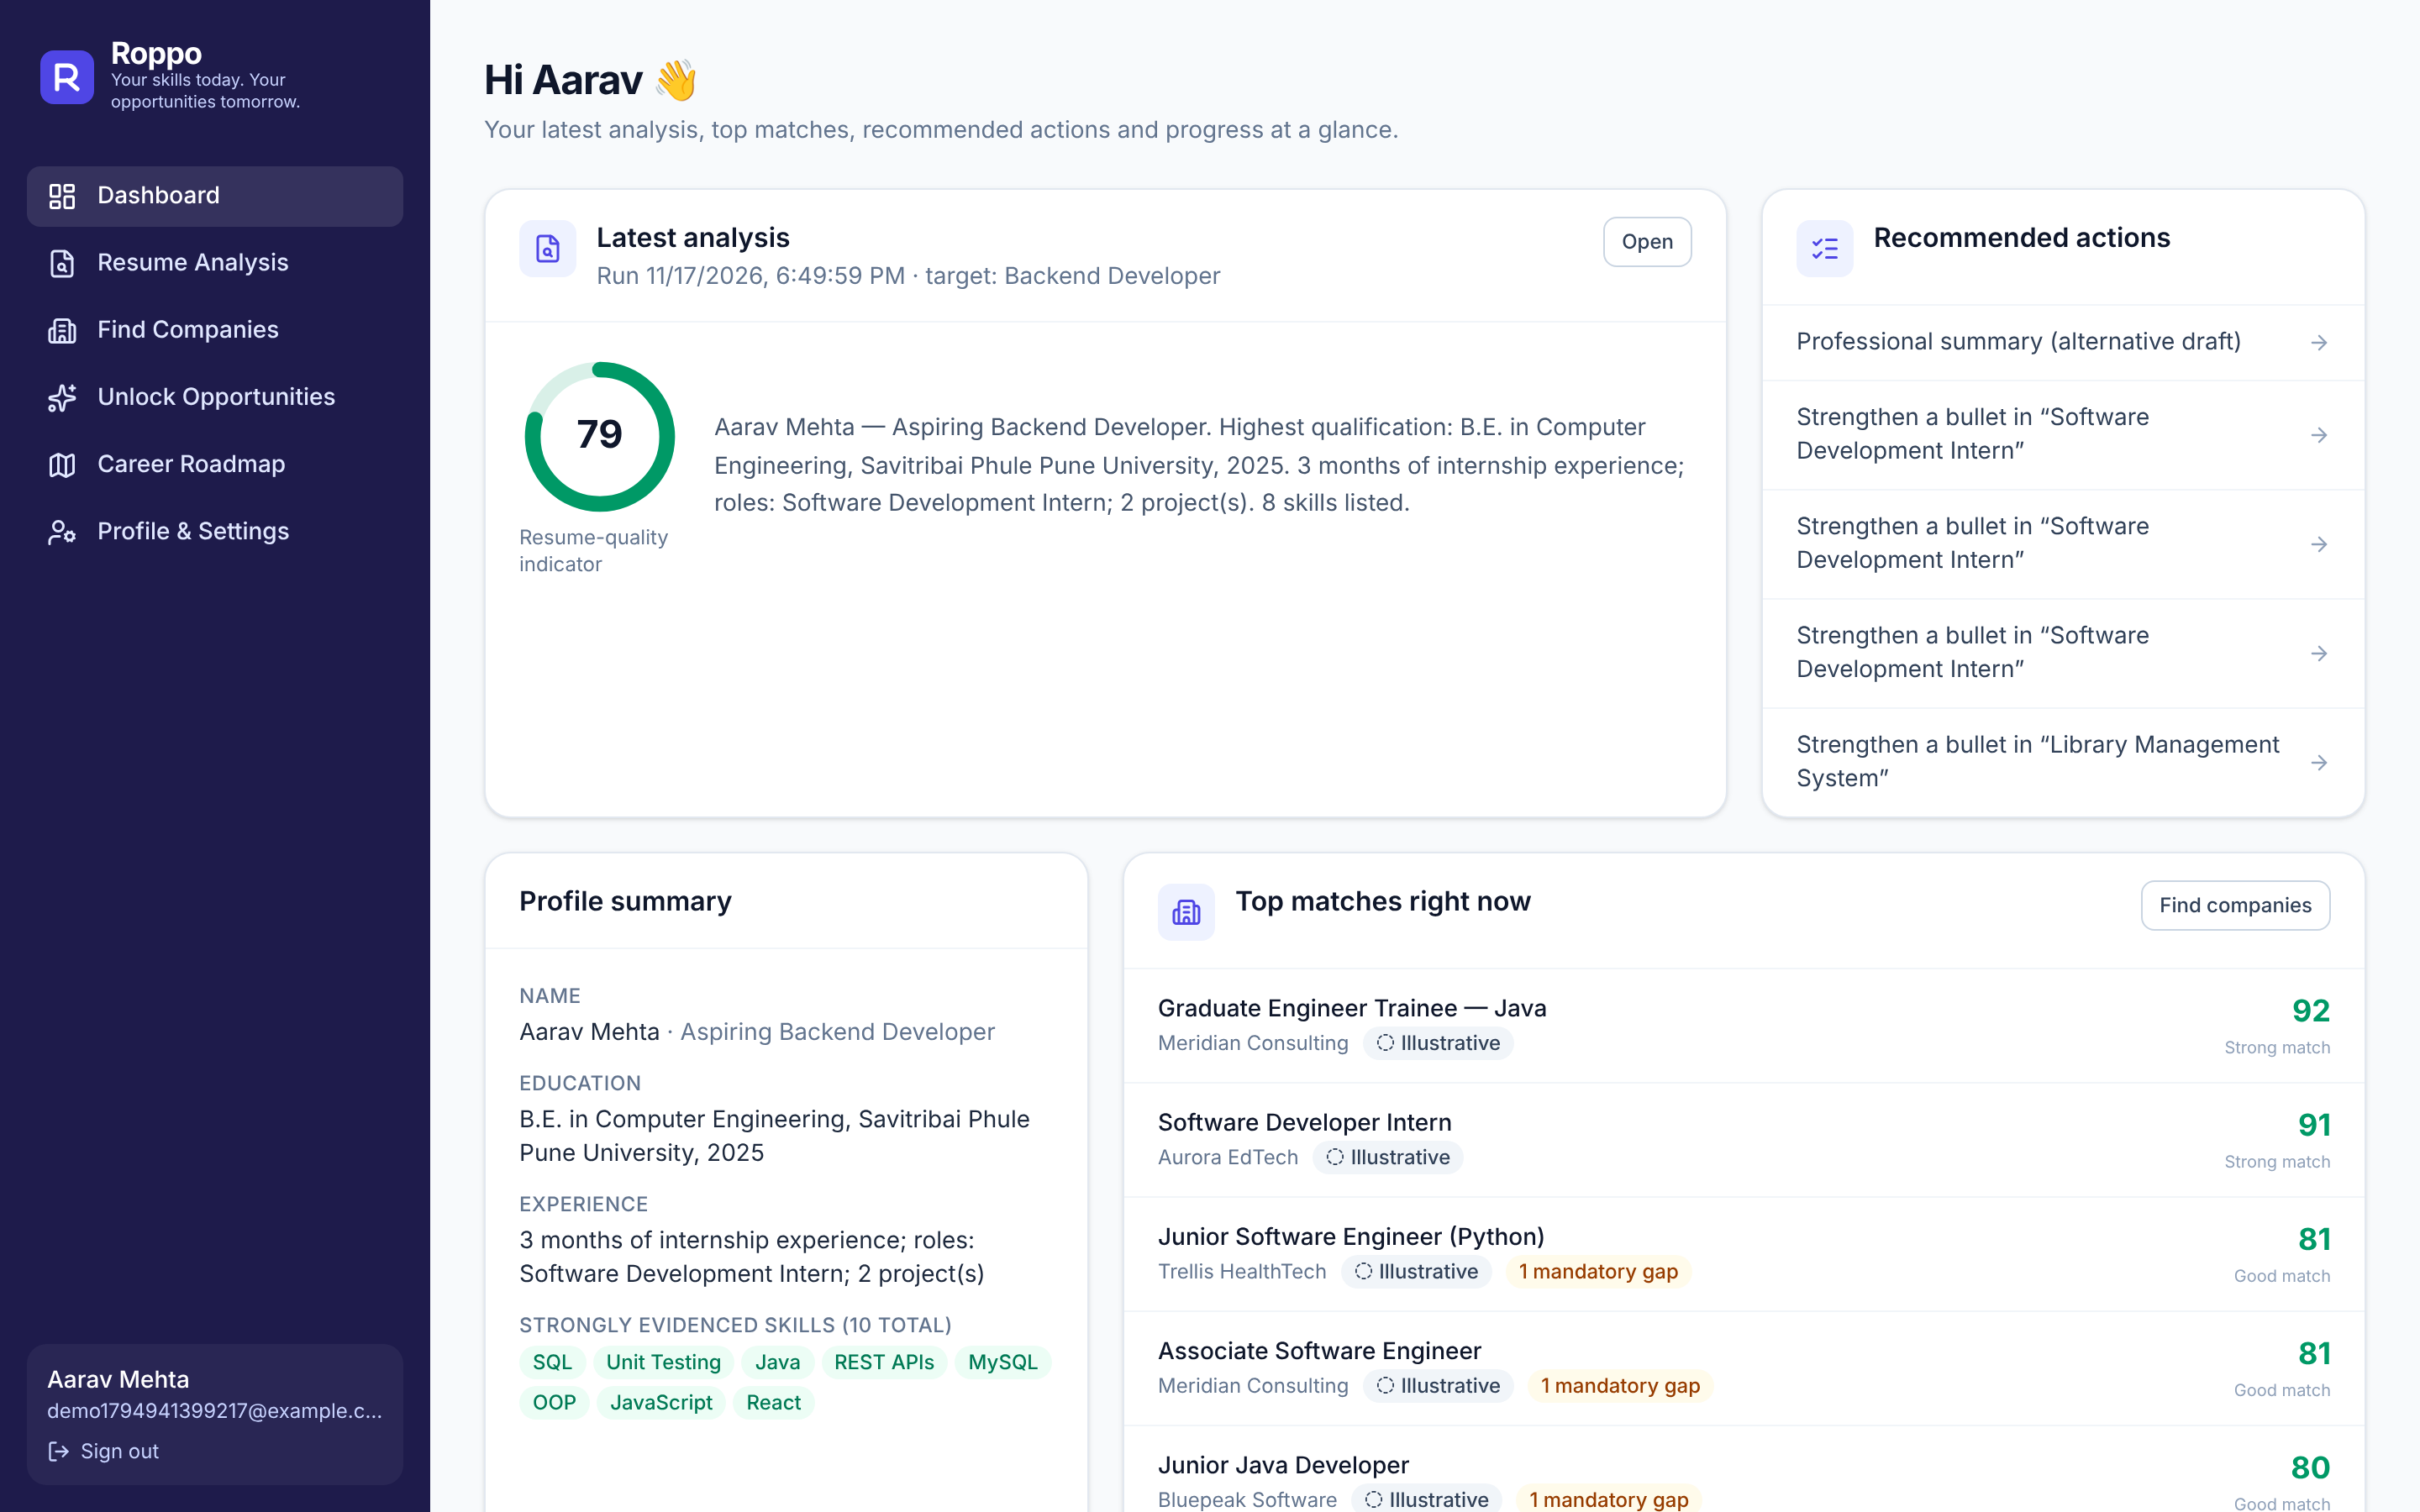 Roppo
Your skills today. Your
opportunities tomorrow.
Dashboard
Resume Analysis
Find Companies
Unlock Opportunities
Career Roadmap
Profile & Settings
Aarav Mehta
demo1794941399217@example.c...
Sign out
Hi Aarav 👋
Your latest analysis, top matches, recommended actions and progress at a glance.
Latest analysis
Run 11/17/2026, 6:49:59 PM · target: Backend Developer
Open
79
Resume-quality
indicator
Aarav Mehta — Aspiring Backend Developer. Highest qualification: B.E. in Computer
Engineering, Savitribai Phule Pune University, 2025. 3 months of internship experience;
roles: Software Development Intern; 2 project(s). 8 skills listed.
Recommended actions
Professional summary (alternative draft)
Strengthen a bullet in “Software
Development Intern”
Strengthen a bullet in “Software
Development Intern”
Strengthen a bullet in “Software
Development Intern”
Strengthen a bullet in “Library Management
System”
Profile summary
NAME
Aarav Mehta · Aspiring Backend Developer
EDUCATION
B.E. in Computer Engineering, Savitribai Phule
Pune University, 2025
EXPERIENCE
3 months of internship experience; roles:
Software Development Intern; 2 project(s)
STRONGLY EVIDENCED SKILLS (10 TOTAL)
SQL Unit Testing Java REST APIs MySQL
OOP JavaScript React
Top matches right now
Find companies
Graduate Engineer Trainee — Java
92
Meridian Consulting Illustrative
Strong match
Software Developer Intern
91
Aurora EdTech Illustrative
Strong match
Junior Software Engineer (Python)
81
Trellis HealthTech Illustrative 1 mandatory gap
Good match
Associate Software Engineer
81
Meridian Consulting Illustrative 1 mandatory gap
Good match
Junior Java Developer
80
Bluepeak Software Illustrative 1 mandatory gap
Good match